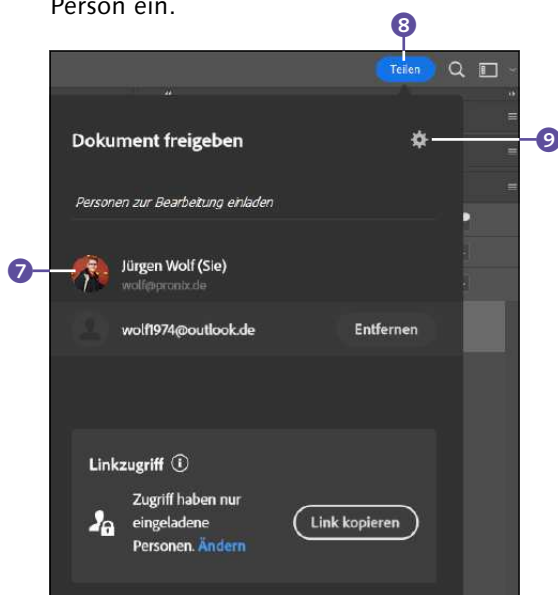 Person ein.
8
Teilen
Dokument freigeben
9
Personen zur Bearbeitung einladen
7
Jürgen Wolf (Sie)
wolf@pronix.de
wolf1974@outlook.de
Entfernen
Linkzugriff
Zugriff haben nur
eingeladene
Personen. Ändern
Link kopieren